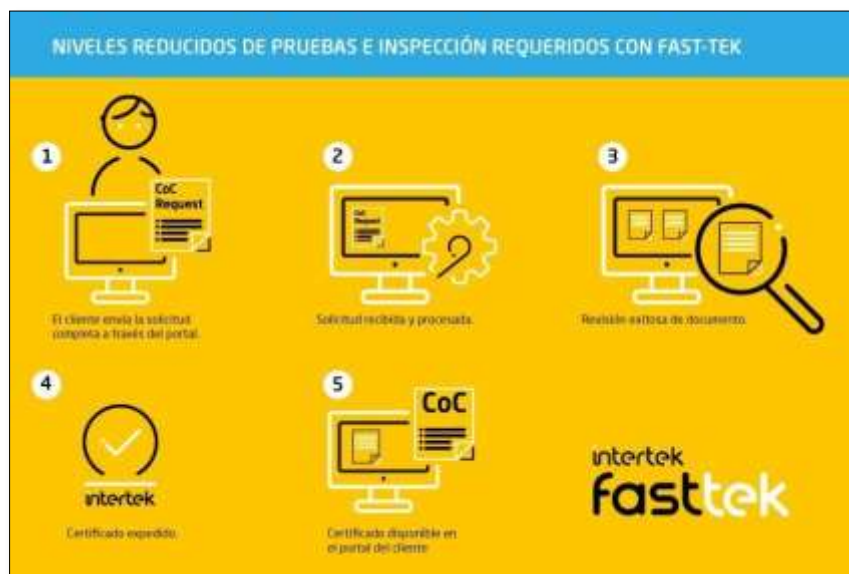 NIVELES REDUCIDOS DE PRUEBAS E INSPECCIÓN REQUERIDOS CON FAST-TEK
1
CoC
Request
El cliente envía la solicitud
completa a través del portal.
2
CoC
Request
Solicitud recibida y procesada.
3
Revisión exitosa de documento.
4
intertek
Certificado expedido.
5
CoC
Certificado disponible en
el portal del cliente
intertek
fasttek